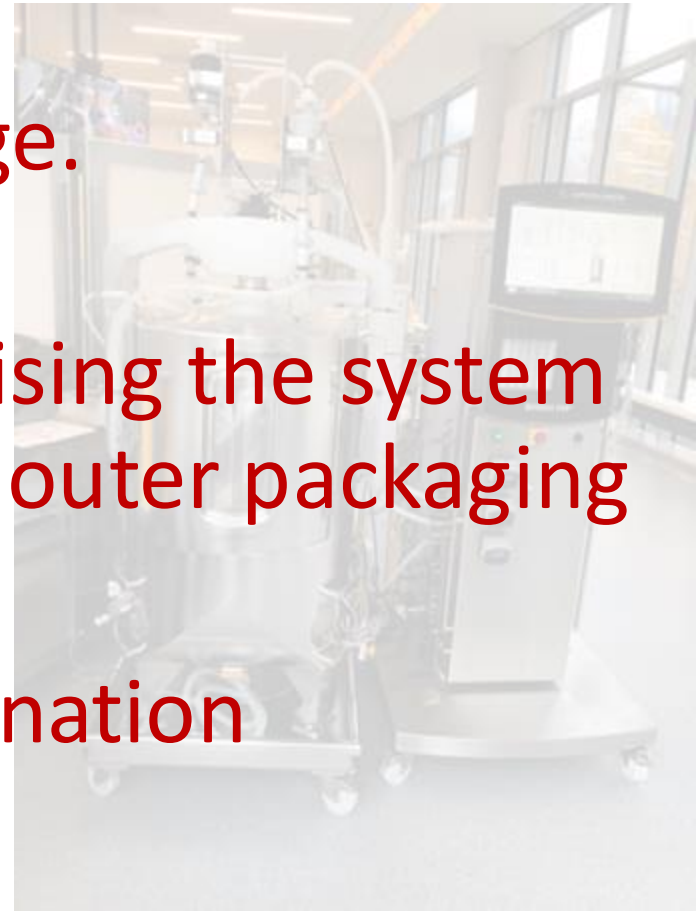 ge.
ising the system
outer packaging
nation